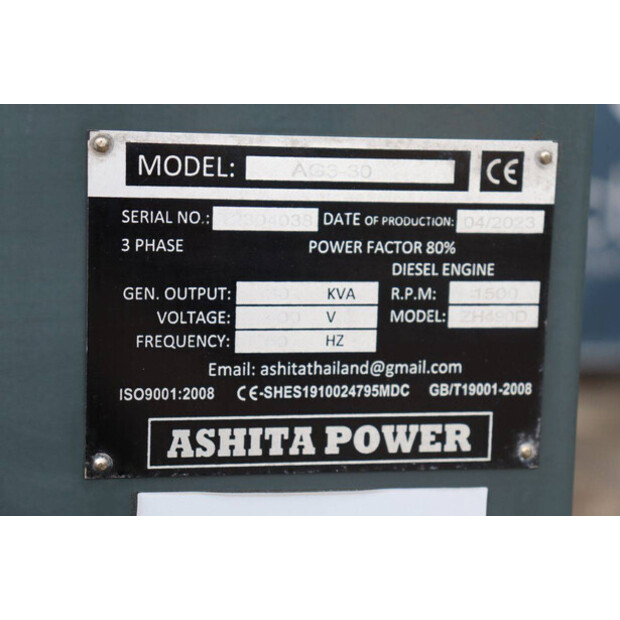 MODEL: AG3-30 CE
SERIAL NO.: DATE OF PRODUCTION: 04/2023
3 PHASE POWER FACTOR 80%
DIESEL ENGINE
GEN. OUTPUT: KVA R.P.M: 1500
VOLTAGE: V MODEL: ZH490D
FREQUENCY: HZ
Email: ashitathailand@gmail.com
ISO9001:2008 CE-SHES1910024795MDC GB/T19001-2008
ASHITA POWER